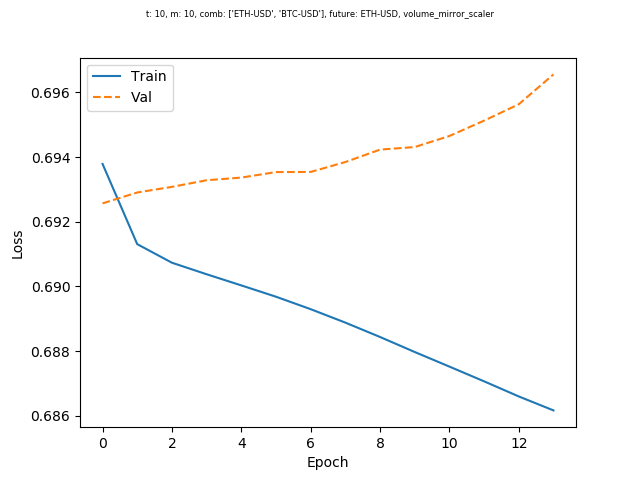 t: 10, m: 10, comb: ['ETH-USD', 'BTC-USD'], future: ETH-USD, volume_mirror_scaler
Train
Val
0.696
0.694
0.692
0.690
0.688
0.686
Loss
0 2 4 6 8 10 12
Epoch